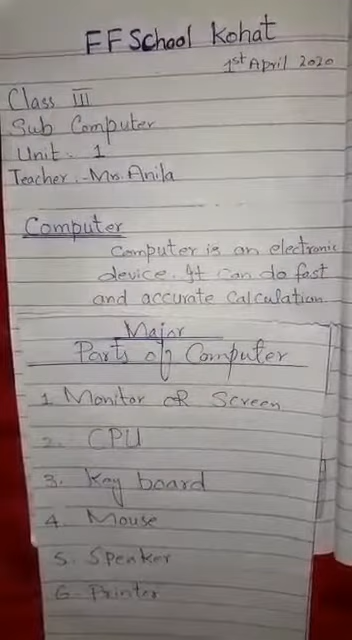 FF School Kohat
1st April 2020
Class III
Sub Computer
Unit . 1
Teacher .- Mrs. Anila
Computer
Computer is an electronic
device. It can do fast
and accurate calculation
Major
Parts of Computer
1 Monitor OR Screen
2. CPU
3. Key board
4. Mouse
5. Speaker
6. Printer